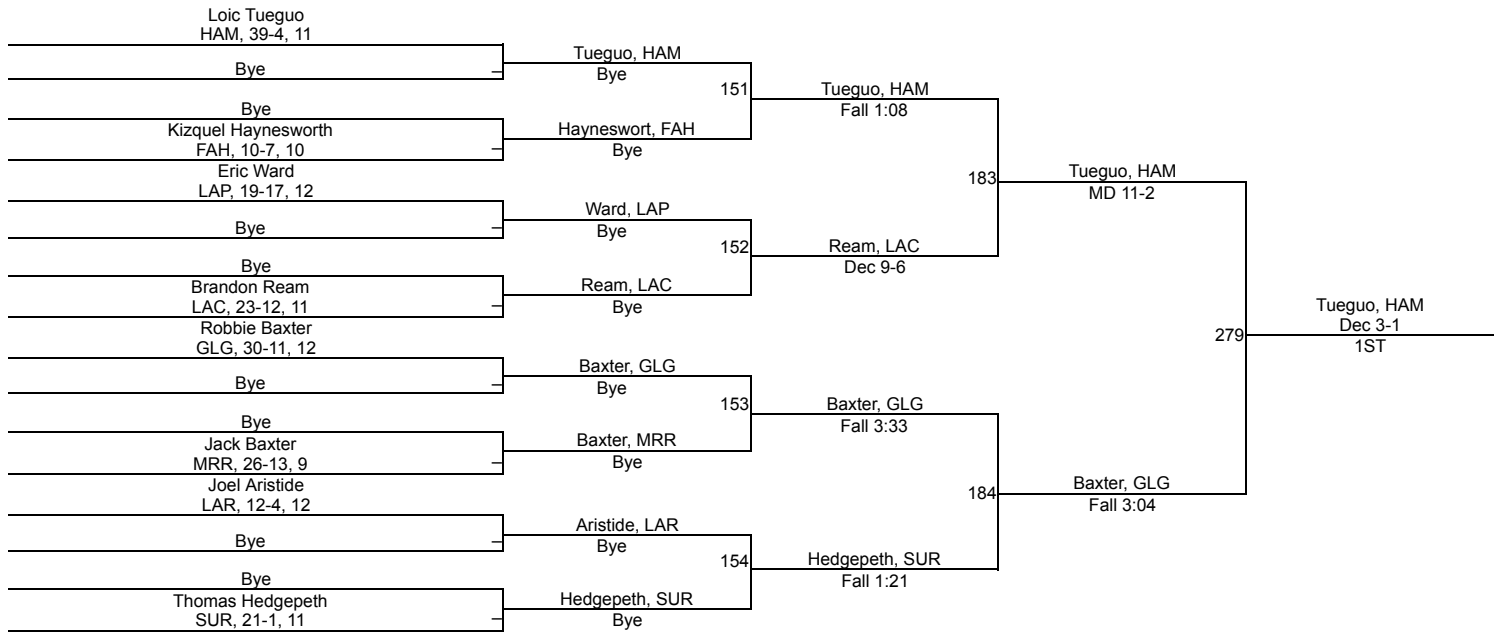 Loic Tueguo
HAM, 39-4, 11
Bye
Bye
Kizquel Haynesworth
FAH, 10-7, 10
Eric Ward
LAP, 19-17, 12
Bye
Bye
Brandon Ream
LAC, 23-12, 11
Robbie Baxter
GLG, 30-11, 12
Bye
Bye
Jack Baxter
MRR, 26-13, 9
Joel Aristide
LAR, 12-4, 12
Bye
Bye
Thomas Hedgepeth
SUR, 21-1, 11
Tueguo, HAM
Bye
151
Hayneswort, FAH
Bye
Ward, LAP
Bye
152
Ream, LAC
Bye
Baxter, GLG
Bye
153
Baxter, MRR
Bye
Aristide, LAR
Bye
154
Hedgepeth, SUR
Bye
Tueguo, HAM
Fall 1:08
183
Ream, LAC
Dec 9-6
Baxter, GLG
Fall 3:33
184
Hedgepeth, SUR
Fall 1:21
Tueguo, HAM
MD 11-2
279
Baxter, GLG
Fall 3:04
Tueguo, HAM
Dec 3-1
1ST